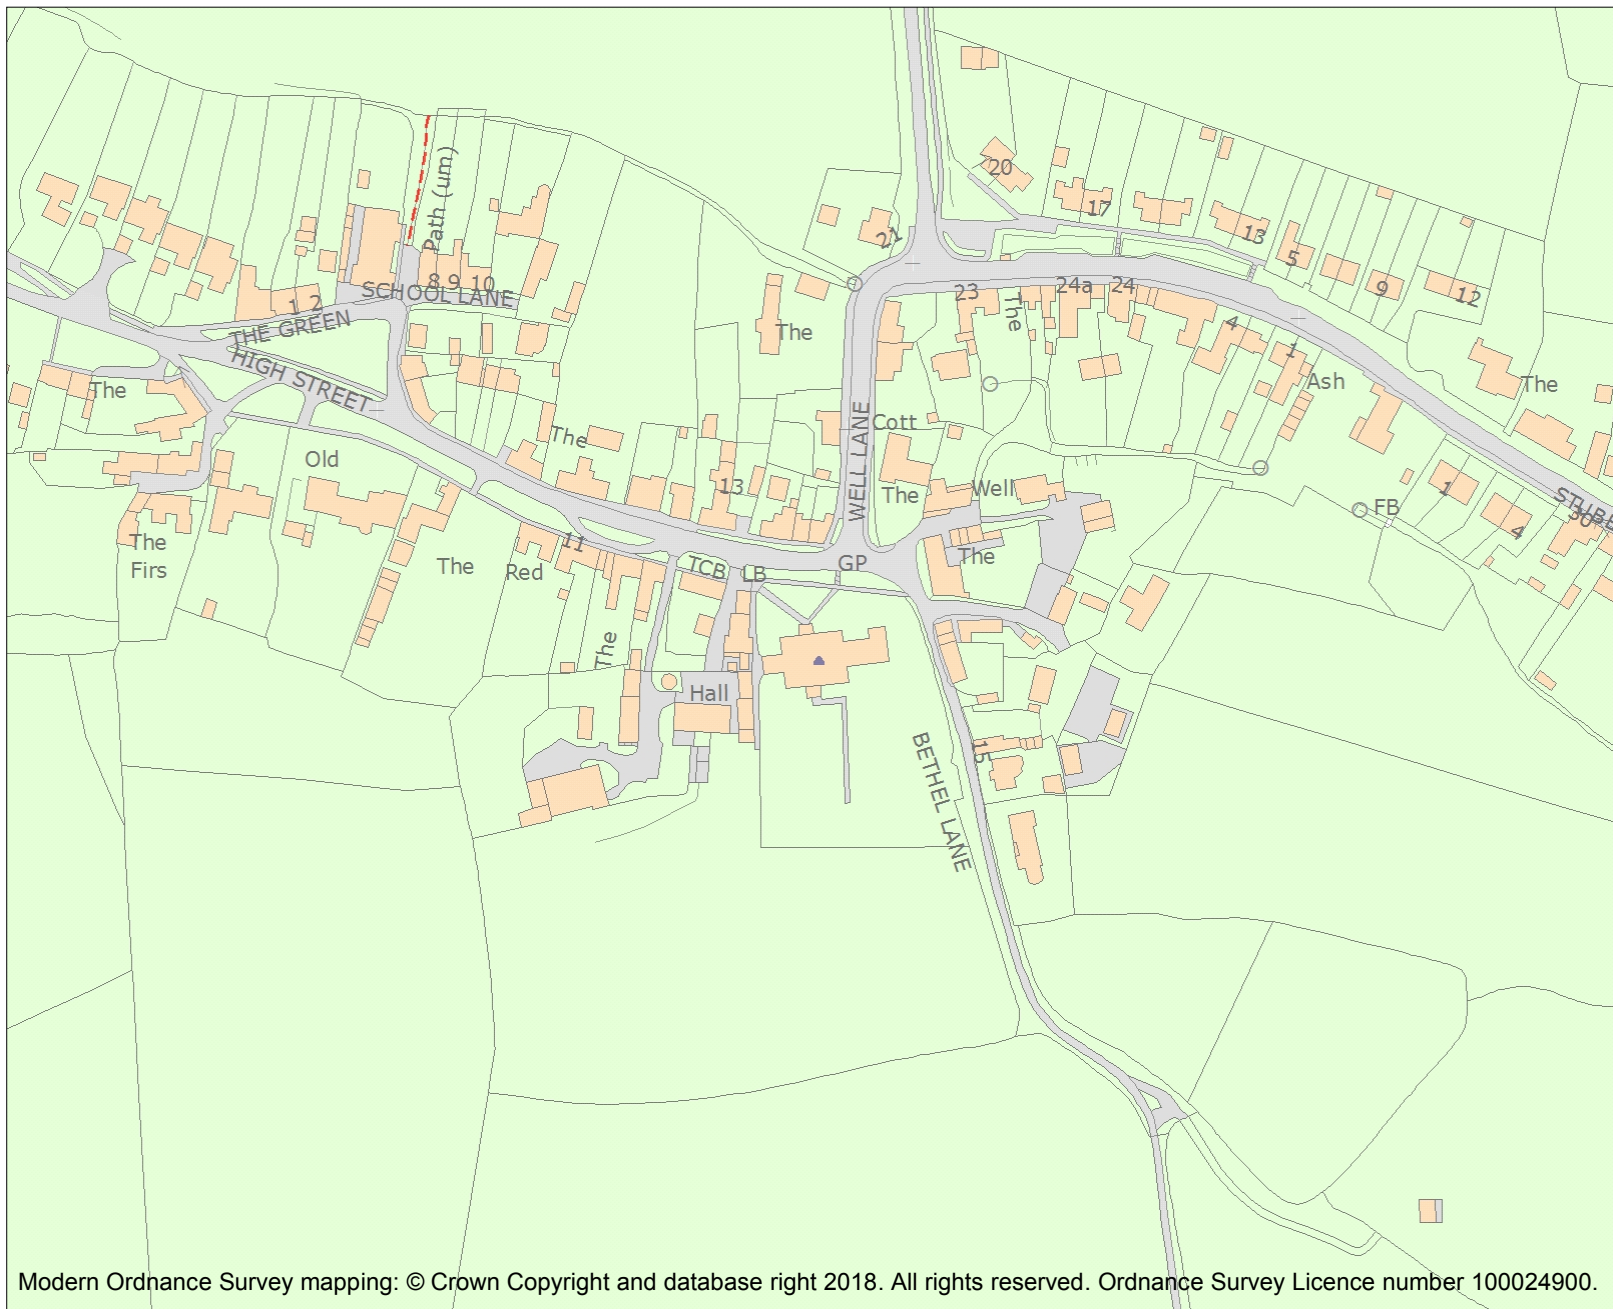 Path (um)
20
17
21
13
5
8 9 10
SCHOOL LANE
1 2
THE GREEN
HIGH STREET
23
The
24a
24
9
12
The
4
1
Ash
The
The
Cott
WELL LANE
The
Old
13
The
Well
1
FB
4
30
The
Firs
The
Red
11
TCB
LB
GP
The
The
Hall
15
BETHEL LANE
Modern Ordnance Survey mapping: © Crown Copyright and database right 2018. All rights reserved. Ordnance Survey Licence number 100024900.